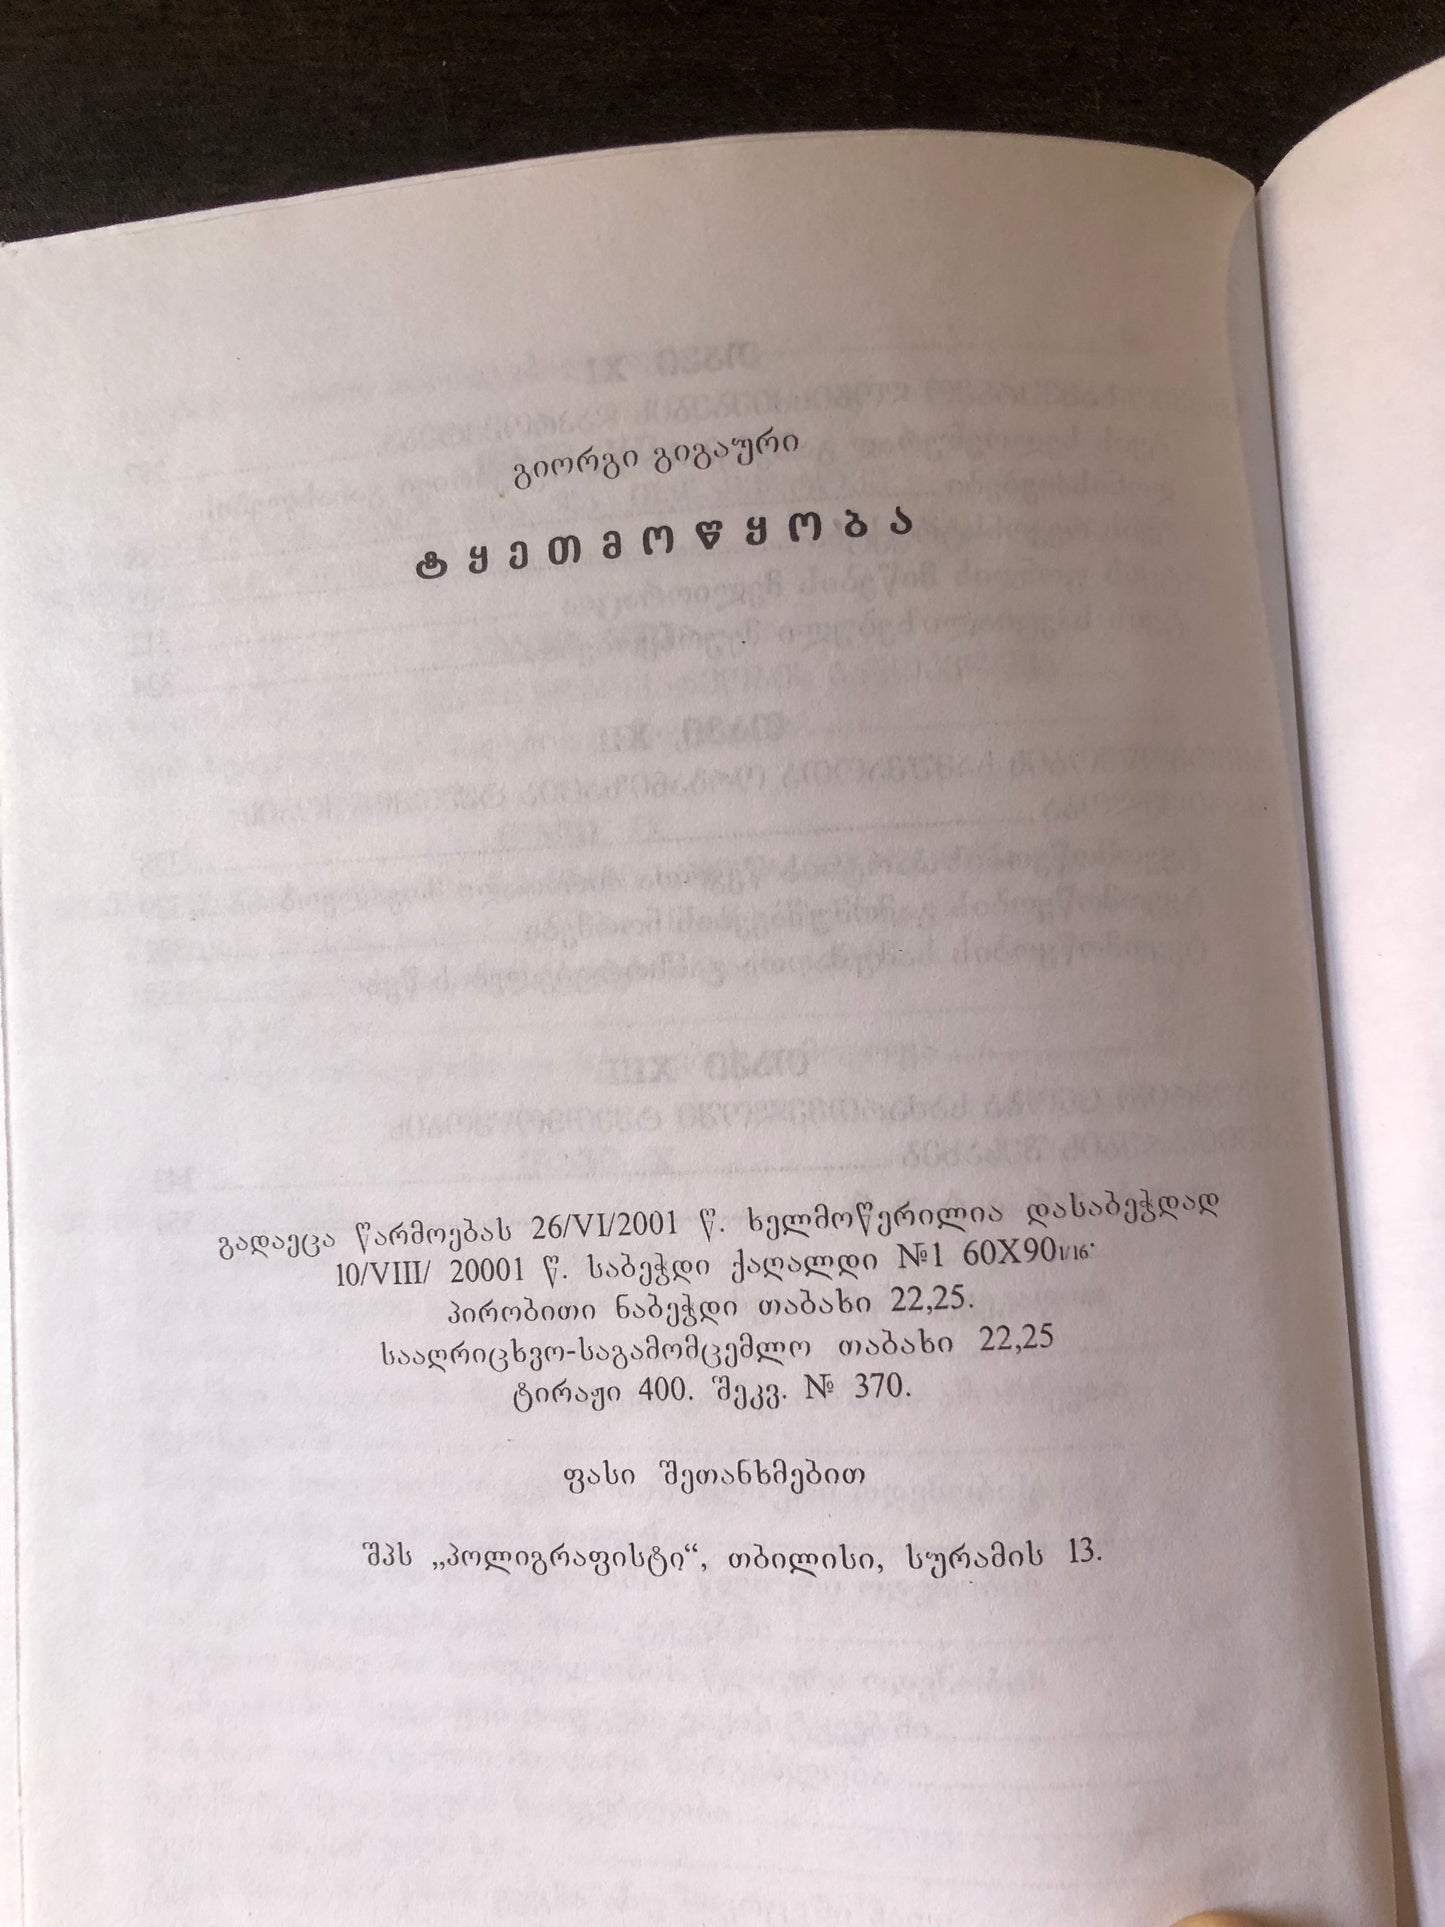 გიორგი გიგაური
ტყეთმოწყობა
გადაეცა წარმოებას 26/VI/2001 წ. ხელმოწერილია დასაბეჭდად
10/VIII/ 20001 წ. საბეჭდი ქაღალდი №1 60X901/16.
პირობითი ნაბეჭდი თაბახი 22,25.
სააღრიცხვო-საგამომცემლო თაბახი 22,25
ტირაჟი 400. შეკვ. № 370.
ფასი შეთანხმებით
შპს „პოლიგრაფისტი“, თბილისი, სურამის 13.